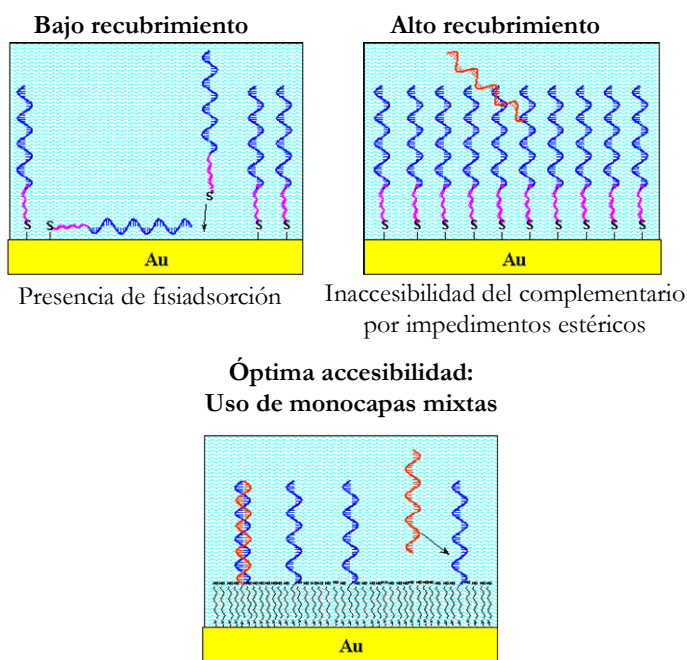 Bajo recubrimiento
S
S S S S
Au
Presencia de fisiadsorción
Alto recubrimiento
S S S S S S S S S S
Au
Inaccesibilidad del complementario
por impedimentos estéricos
Óptima accesibilidad:
Uso de monocapas mixtas
Au